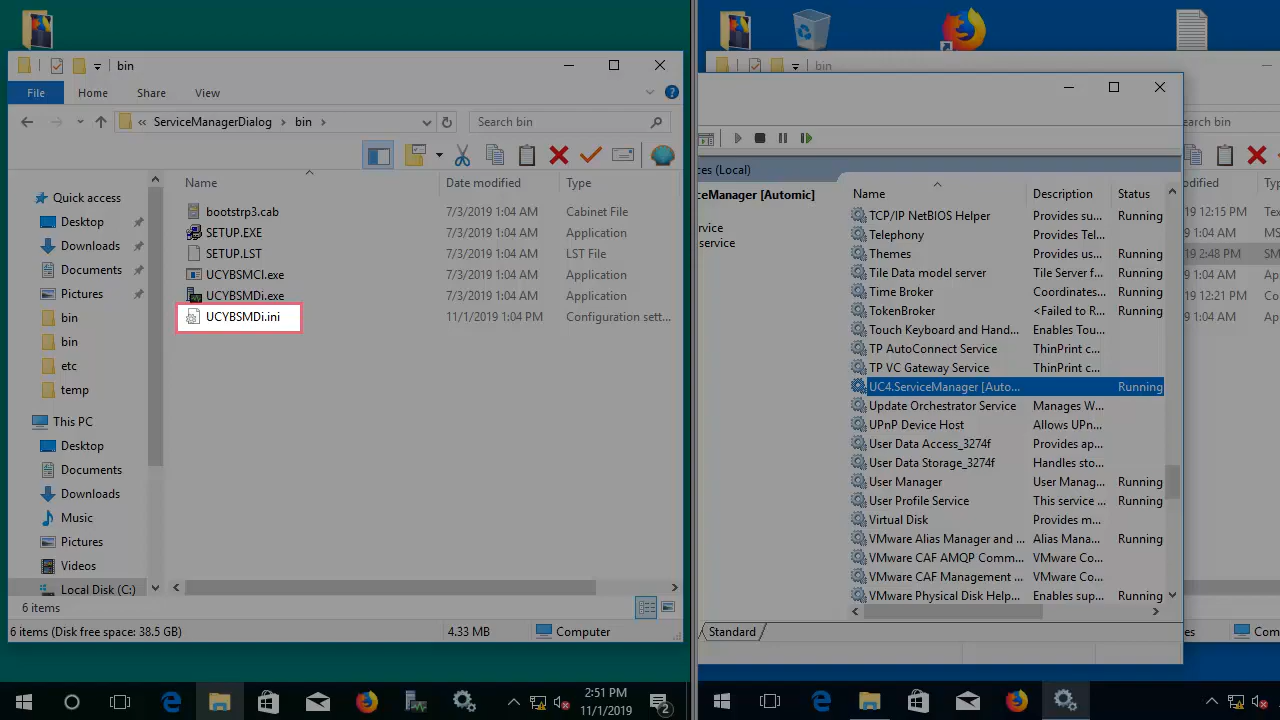 bin
File
Home
Share
View
« ServiceManagerDialog › bin ›
Search bin
Name
Date modified
Type
Quick access
Desktop
Downloads
Documents
Pictures
bin
bin
etc
temp
This PC
Desktop
Documents
Downloads
Music
Pictures
Videos
Local Disk (C:)
bootstrp3.cab 7/3/2019 1:04 AM Cabinet File
SETUP.EXE 7/3/2019 1:04 AM Application
SETUP.LST 7/3/2019 1:04 AM LST File
UCYBSMCl.exe 7/3/2019 1:04 AM Application
UCYBSMDi.exe 7/3/2019 1:04 AM Application
UCYBSMDi.ini 11/1/2019 1:04 PM Configuration sett...
6 items
6 items (Disk free space: 38.5 GB)
4.33 MB
Computer
2:51 PM
11/1/2019
2
bin
ces (Local)
ceManager [Automic]
rvice
service
Name Description Status
TCP/IP NetBIOS Helper Provides su... Running
Telephony Provides Tel...
Themes Provides us... Running
Tile Data model server Tile Server f... Running
Time Broker Coordinates... Running
TokenBroker <Failed to R... Running
Touch Keyboard and Hand... Enables Tou...
TP AutoConnect Service ThinPrint c...
TP VC Gateway Service ThinPrint c...
UC4.ServiceManager [Auto... Running
Update Orchestrator Service Manages W...
UPnP Device Host Allows UPn...
User Data Access_3274f Provides ap...
User Data Storage_3274f Handles sto...
User Manager User Manag... Running
User Profile Service This service ... Running
Virtual Disk Provides m...
VMware Alias Manager and ... Alias Mana... Running
VMware CAF AMQP Comm... VMware Co...
VMware CAF Management ... VMware Co...
VMware Physical Disk Help... Enables sup... Running
Standard
arch bin
odified
Ty
19 12:15 PM Tex
19 1:04 AM MS
19 2:48 PM SM
19 1:04 AM Ap
19 12:21 PM Co
19 1:04 AM Ap
es
Com